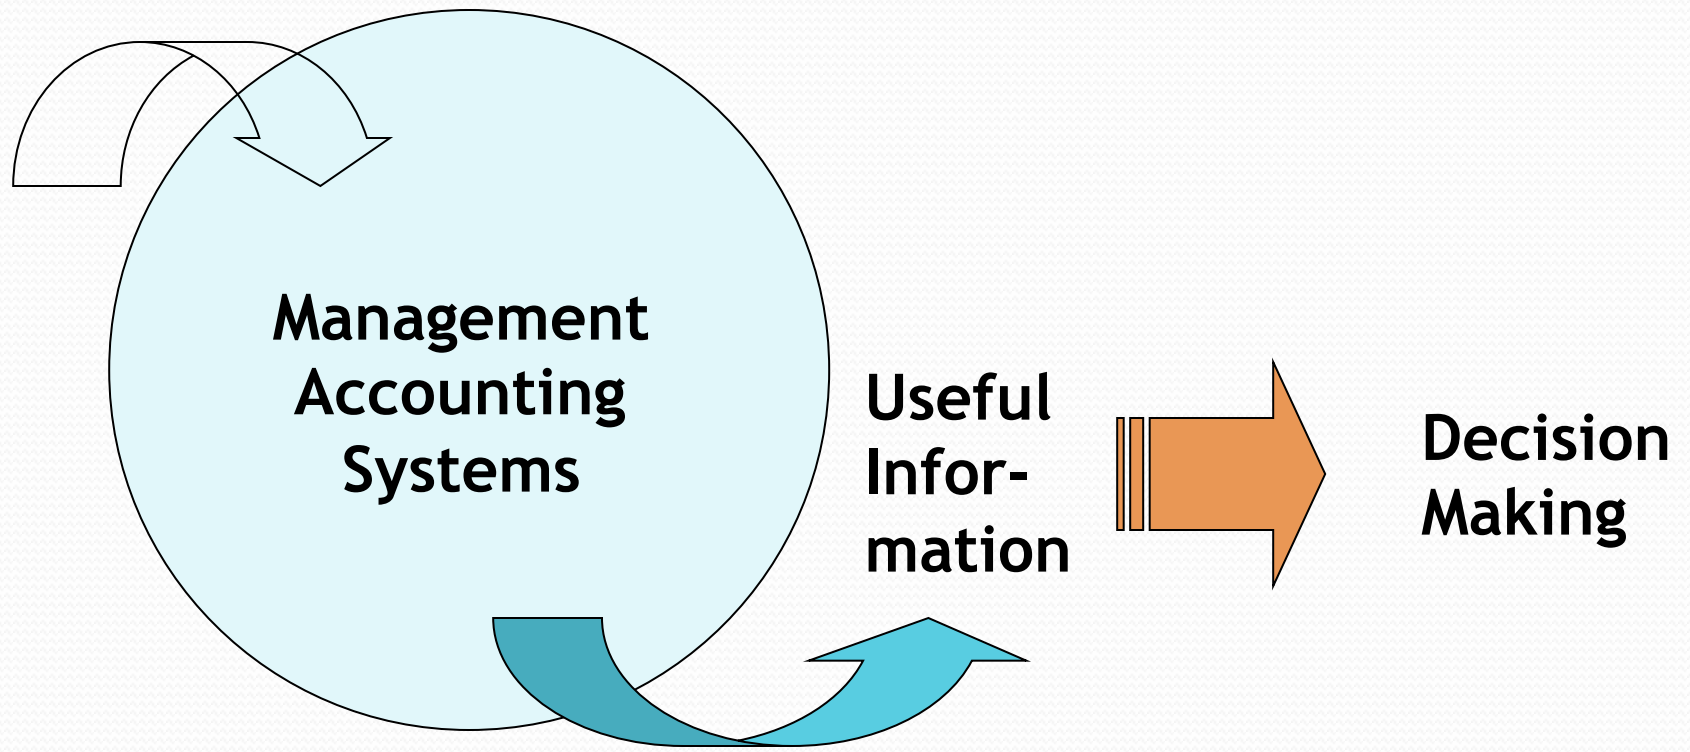 Management
Accounting
Systems
Useful
Infor-
mation
Decision
Making